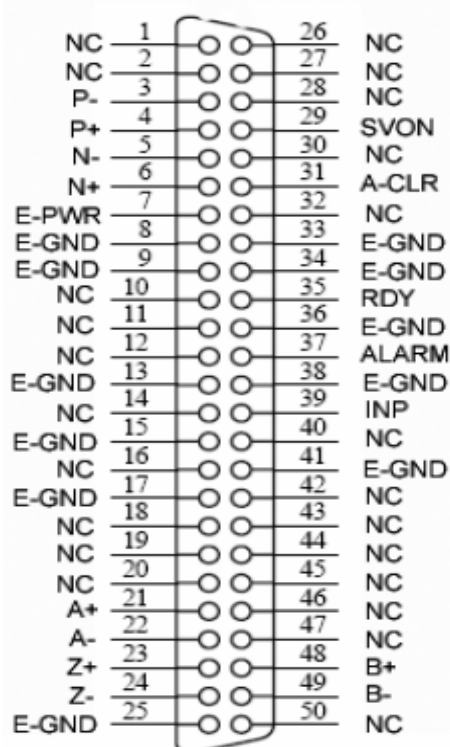 NC 1 26 NC
NC 2 27 NC
P- 3 28 NC
P+ 4 29 SVON
N- 5 30 NC
N+ 6 31 A-CLR
E-PWR 7 32 NC
E-GND 8 33 E-GND
E-GND 9 34 E-GND
NC 10 35 RDY
NC 11 36 E-GND
NC 12 37 ALARM
E-GND 13 38 E-GND
NC 14 39 INP
E-GND 15 40 NC
NC 16 41 E-GND
E-GND 17 42 NC
NC 18 43 NC
NC 19 44 NC
NC 20 45 NC
A+ 21 46 NC
A- 22 47 NC
Z+ 23 48 B+
Z- 24 49 B-
E-GND 25 50 NC